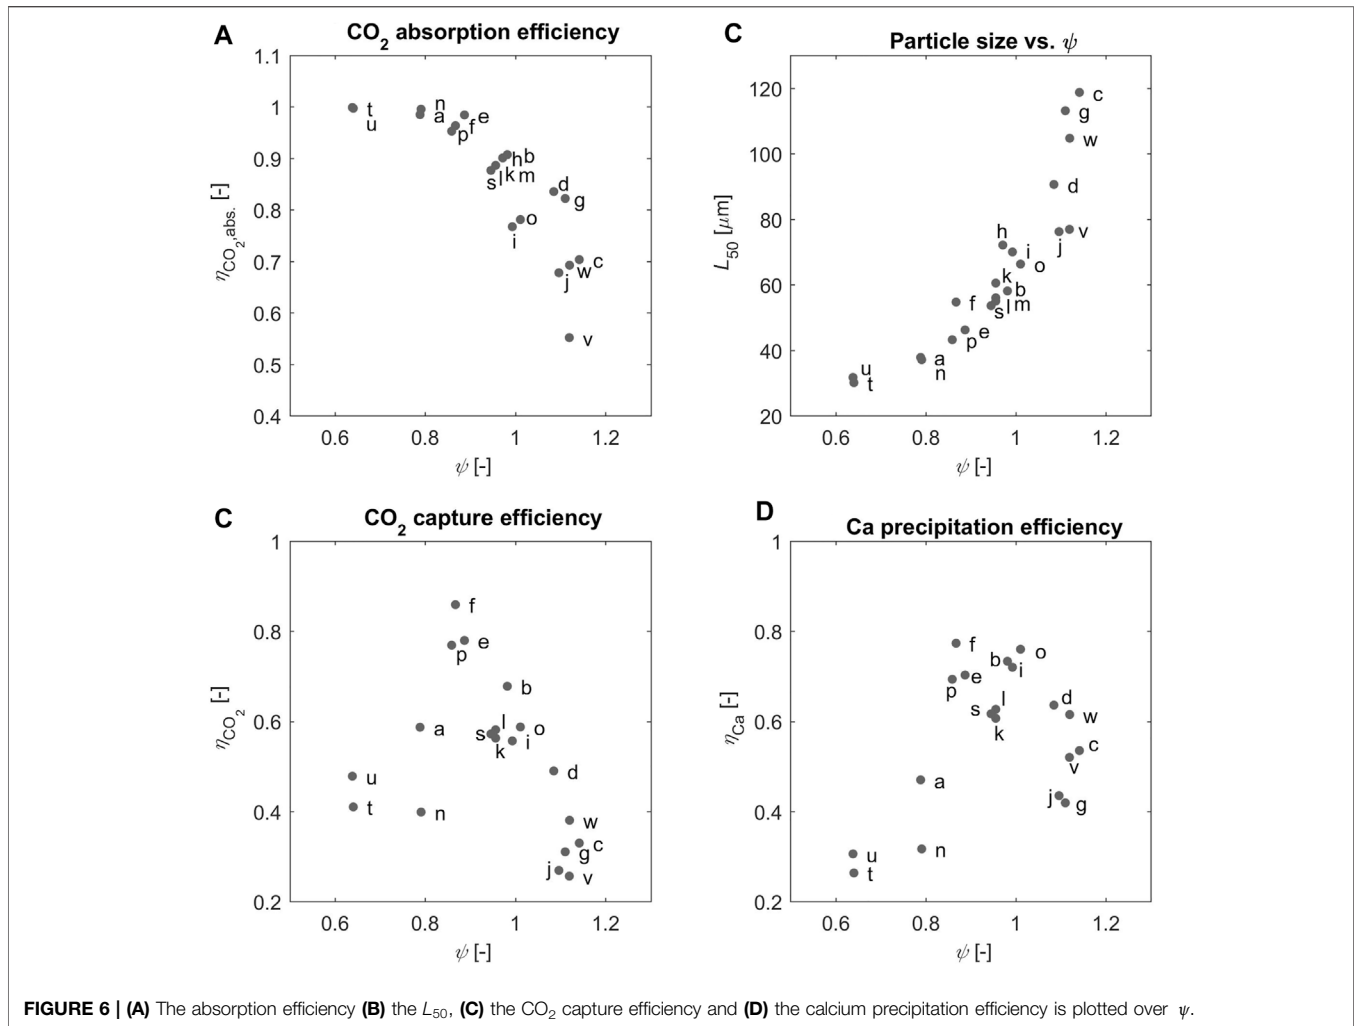 A
CO2 absorption efficiency
1.1
1
0.9
0.8
0.7
0.6
0.5
0.4
ηCO2,abs. [-]
t
u
n
a
e
f
p
h
b
s
l
k
m
d
g
o
i
c
w
j
v
0.6
0.8
1
1.2
ψ [-]
C
Particle size vs. ψ
120
100
80
60
40
20
L50 [μm]
c
g
w
d
v
j
h
i
o
k
b
f
s
l
m
e
p
a
n
u
t
0.6
0.8
1
1.2
ψ [-]
C
CO2 capture efficiency
1
0.8
0.6
0.4
0.2
ηCO2 [-]
f
e
p
b
a
s
l
o
k
i
u
d
t
n
w
c
g
j
v
0.6
0.8
1
1.2
ψ [-]
D
Ca precipitation efficiency
1
0.8
0.6
0.4
0.2
ηCa [-]
f
o
b
i
e
p
l
s
k
d
w
c
v
a
j
g
u
n
t
0.6
0.8
1
1.2
ψ [-]
FIGURE 6 | (A) The absorption efficiency (B) the L50, (C) the CO2 capture efficiency and (D) the calcium precipitation efficiency is plotted over ψ.